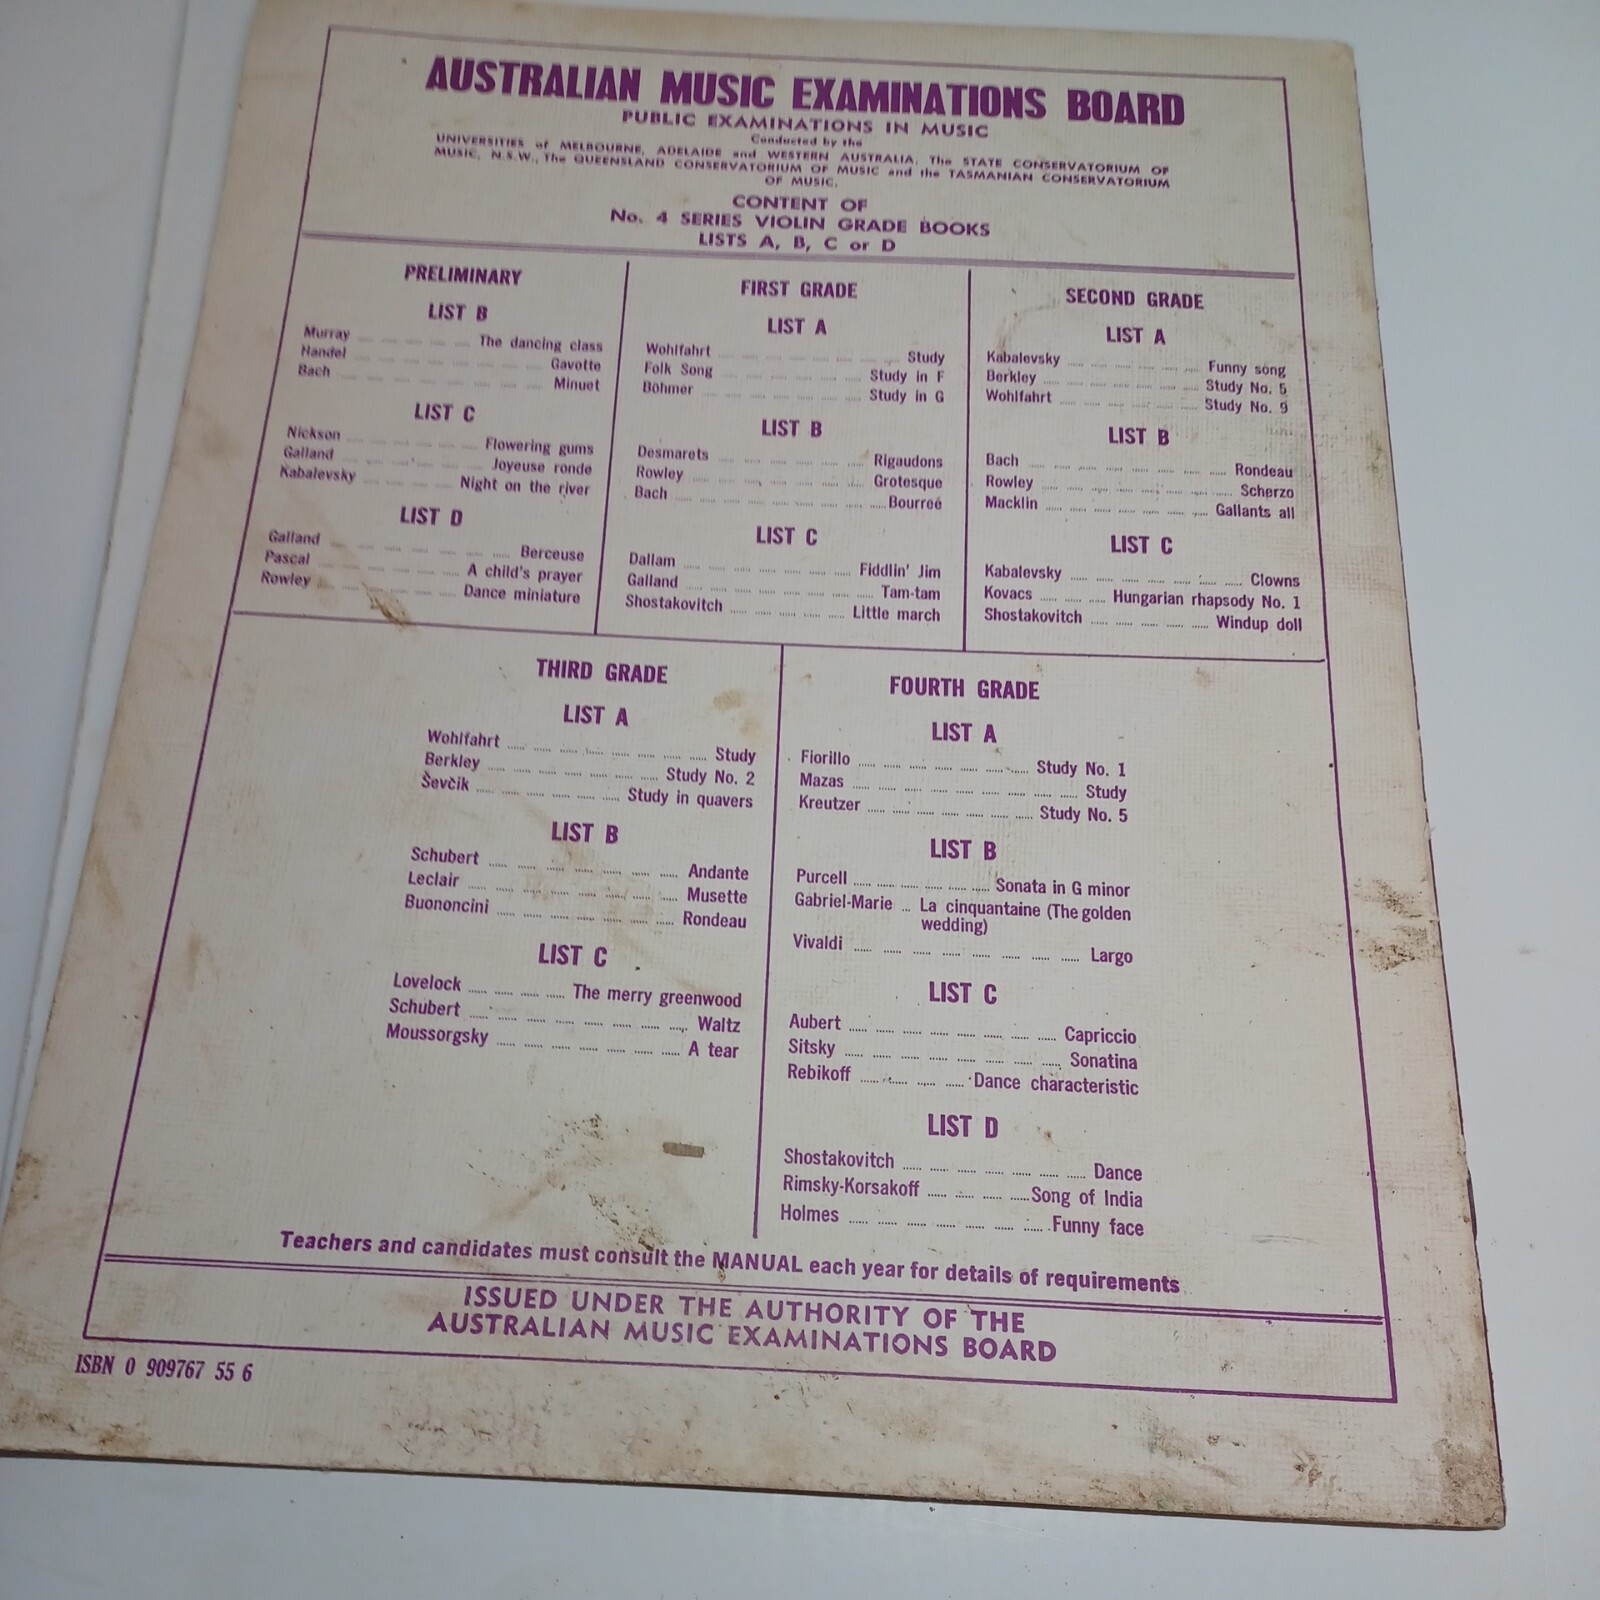 AUSTRALIAN MUSIC EXAMINATIONS BOARD
PUBLIC EXAMINATIONS IN MUSIC
Conducted by the
UNIVERSITIES of MELBOURNE, ADELAIDE and WESTERN AUSTRALIA, The STATE CONSERVATORIUM OF
MUSIC, N.S.W., The QUEENSLAND CONSERVATORIUM OF MUSIC and the TASMANIAN CONSERVATORIUM
OF MUSIC.
CONTENT OF
No. 4 SERIES VIOLIN GRADE BOOKS
LISTS A, B, C or D
PRELIMINARY
LIST B
Murray ... The dancing class
Handel ... Gavotte
Bach ... Minuet
LIST C
Nickson ... Flowering gums
Galland ... Joyeuse ronde
Kabalevsky ... Night on the river
LIST D
Galland ... Berceuse
Pascal ... A child's prayer
Rowley ... Dance miniature
FIRST GRADE
LIST A
Wohlfahrt ... Study
Folk Song ... Study in F
Böhmer ... Study in G
LIST B
Desmarets ... Rigaudons
Rowley ... Grotesque
Bach ... Bourreé
LIST C
Dallam ... Fiddlin' Jim
Galland ... Tam-tam
Shostakovitch ... Little march
SECOND GRADE
LIST A
Kabalevsky ... Funny song
Berkley ... Study No. 5
Wohlfahrt ... Study No. 9
LIST B
Bach ... Rondeau
Rowley ... Scherzo
Macklin ... Gallants all
LIST C
Kabalevsky ... Clowns
Kovacs ... Hungarian rhapsody No. 1
Shostakovitch ... Windup doll
THIRD GRADE
LIST A
Wohlfahrt ... Study
Berkley ... Study No. 2
Ševčik ... Study in quavers
LIST B
Schubert ... Andante
Leclair ... Musette
Buononcini ... Rondeau
LIST C
Lovelock ... The merry greenwood
Schubert ... Waltz
Moussorgsky ... A tear
FOURTH GRADE
LIST A
Fiorillo ... Study No. 1
Mazas ... Study
Kreutzer ... Study No. 5
LIST B
Purcell ... Sonata in G minor
Gabriel-Marie ... La cinquantaine (The golden
wedding)
Vivaldi ... Largo
LIST C
Aubert ... Capriccio
Sitsky ... Sonatina
Rebikoff ... Dance characteristic
LIST D
Shostakovitch ... Dance
Rimsky-Korsakoff ... Song of India
Holmes ... Funny face
Teachers and candidates must consult the MANUAL each year for details of requirements
ISSUED UNDER THE AUTHORITY OF THE
AUSTRALIAN MUSIC EXAMINATIONS BOARD
ISBN 0 909767 55 6